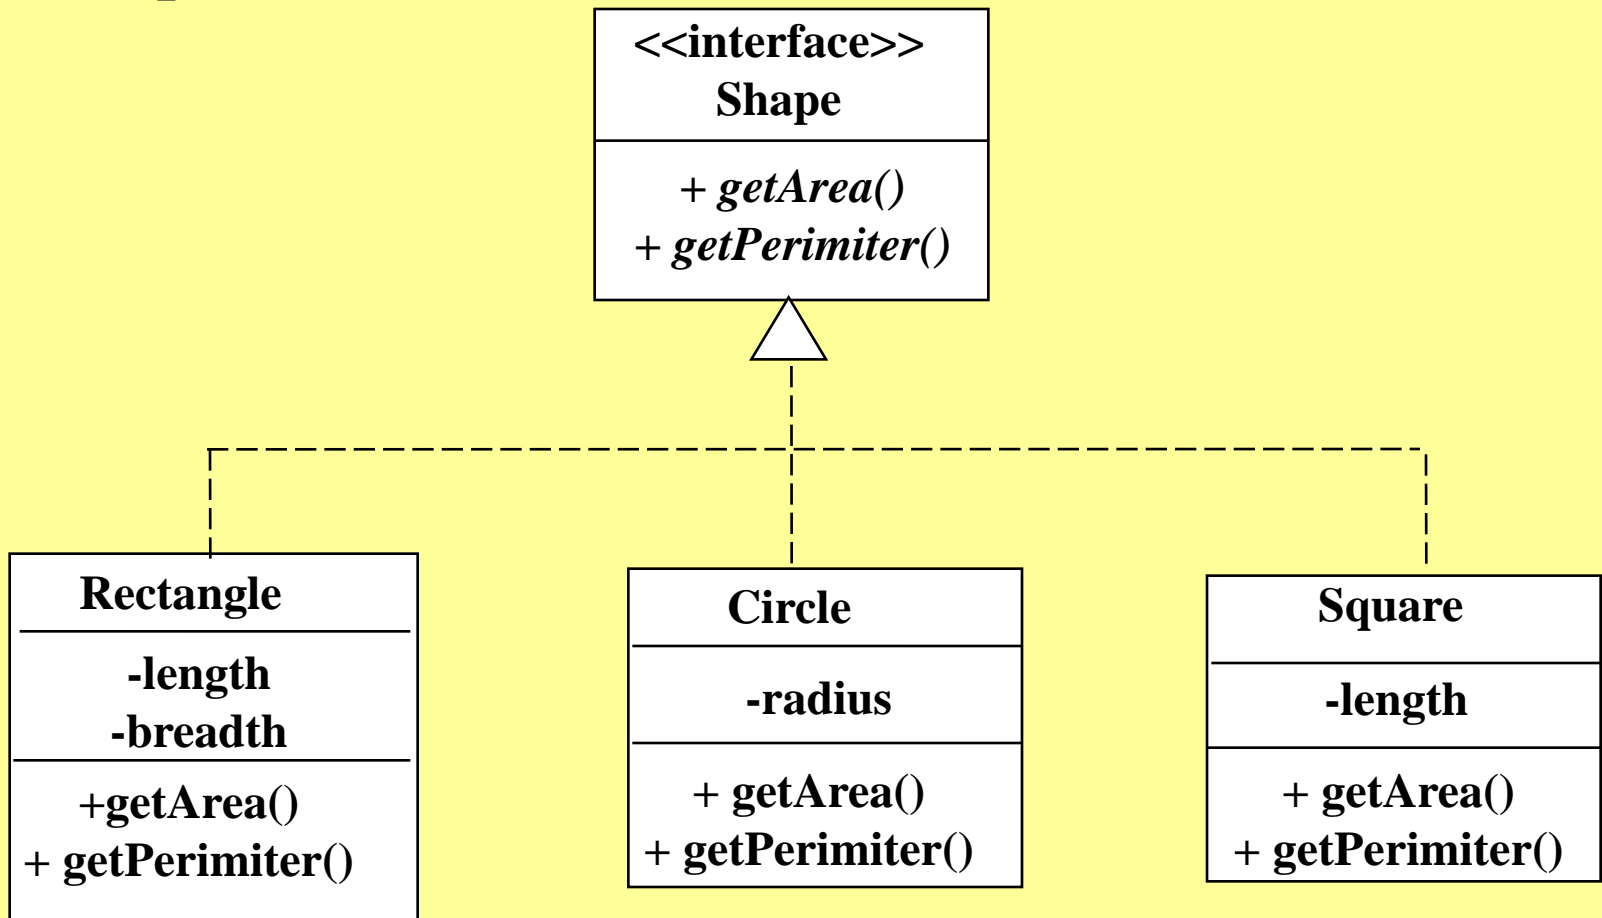 <<interface>>
Shape
+ getArea()
+ getPerimiter()
Rectangle
-length
-breadth
+getArea()
+ getPerimiter()
Circle
-radius
+ getArea()
+ getPerimiter()
Square
-length
+ getArea()
+ getPerimiter()